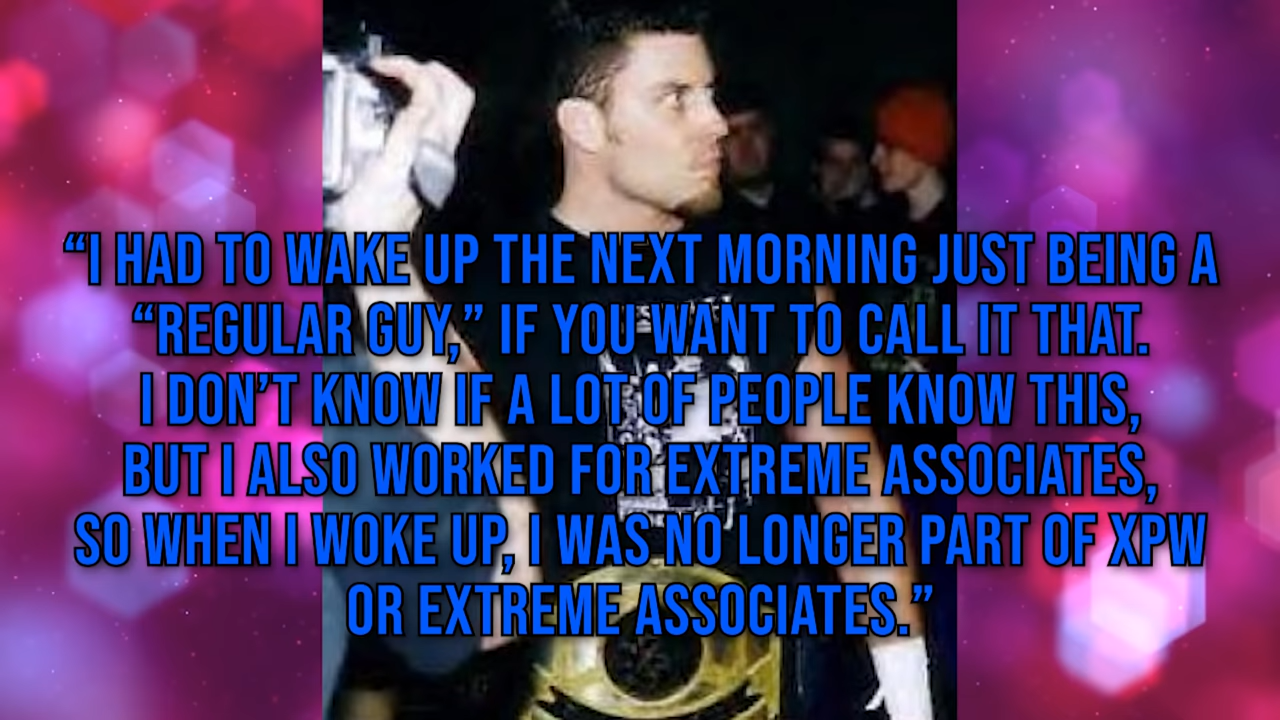 “I HAD TO WAKE UP THE NEXT MORNING JUST BEING A
“REGULAR GUY,” IF YOU WANT TO CALL IT THAT.
I DON’T KNOW IF A LOT OF PEOPLE KNOW THIS,
BUT I ALSO WORKED FOR EXTREME ASSOCIATES,
SO WHEN I WOKE UP, I WAS NO LONGER PART OF XPW
OR EXTREME ASSOCIATES.”